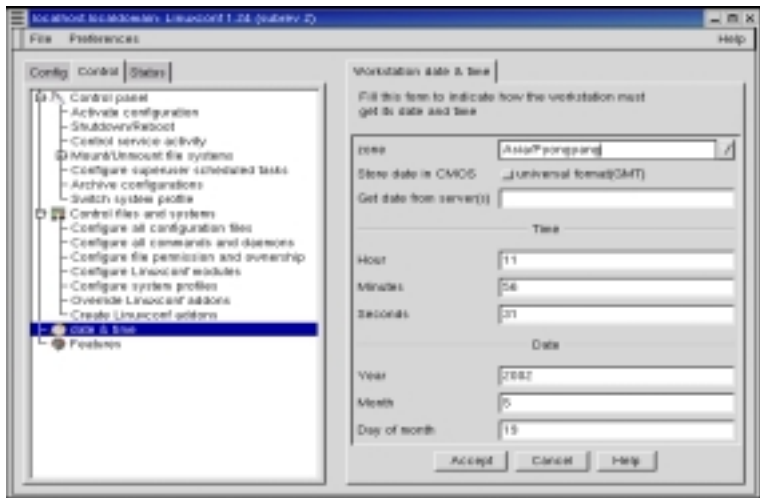 localhost.localdomain: Linuxconf 1.24 (subrev 2)
File Preferences Help
Config Control Status
Control panel
Activate configuration
Shutdown/Reboot
Control service activity
Mount/Unmount file systems
Configure superuser scheduled tasks
Archive configurations
Switch system profile
Control files and systems
Configure all configuration files
Configure all commands and daemons
Configure file permission and ownership
Configure Linuxconf modules
Configure system profiles
Override Linuxconf addons
Create Linuxconf addons
date & time
Features
Workstation date & time
Fill this form to indicate how the workstation must
get its date and time
zone Asia/Pyongyang
Store date in CMOS universal format(GMT)
Get date from server(s)
Time
Hour 11
Minutes 56
Seconds 31
Date
Year 2002
Month 5
Day of month 19
Accept Cancel Help